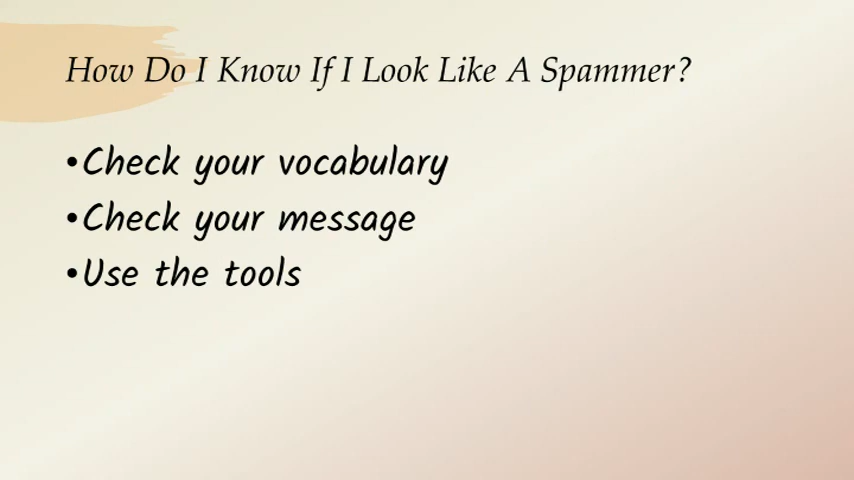 How Do I Know If I Look Like A Spammer?
•Check your vocabulary
•Check your message
•Use the tools